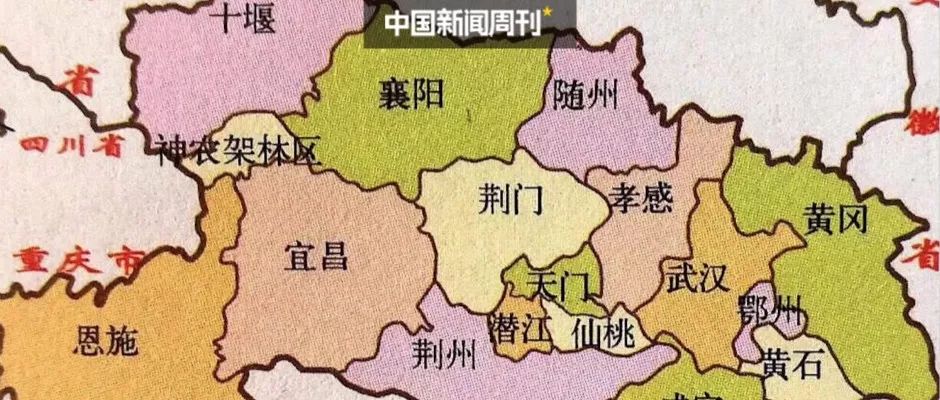 中国新闻周刊
十堰
襄阳
随州
省
四川省
神农架林区
徽
荆门
孝感
黄冈
宜昌
重庆市
武汉
省
天门
鄂州
恩施
荆州
潜江
仙桃
黄石